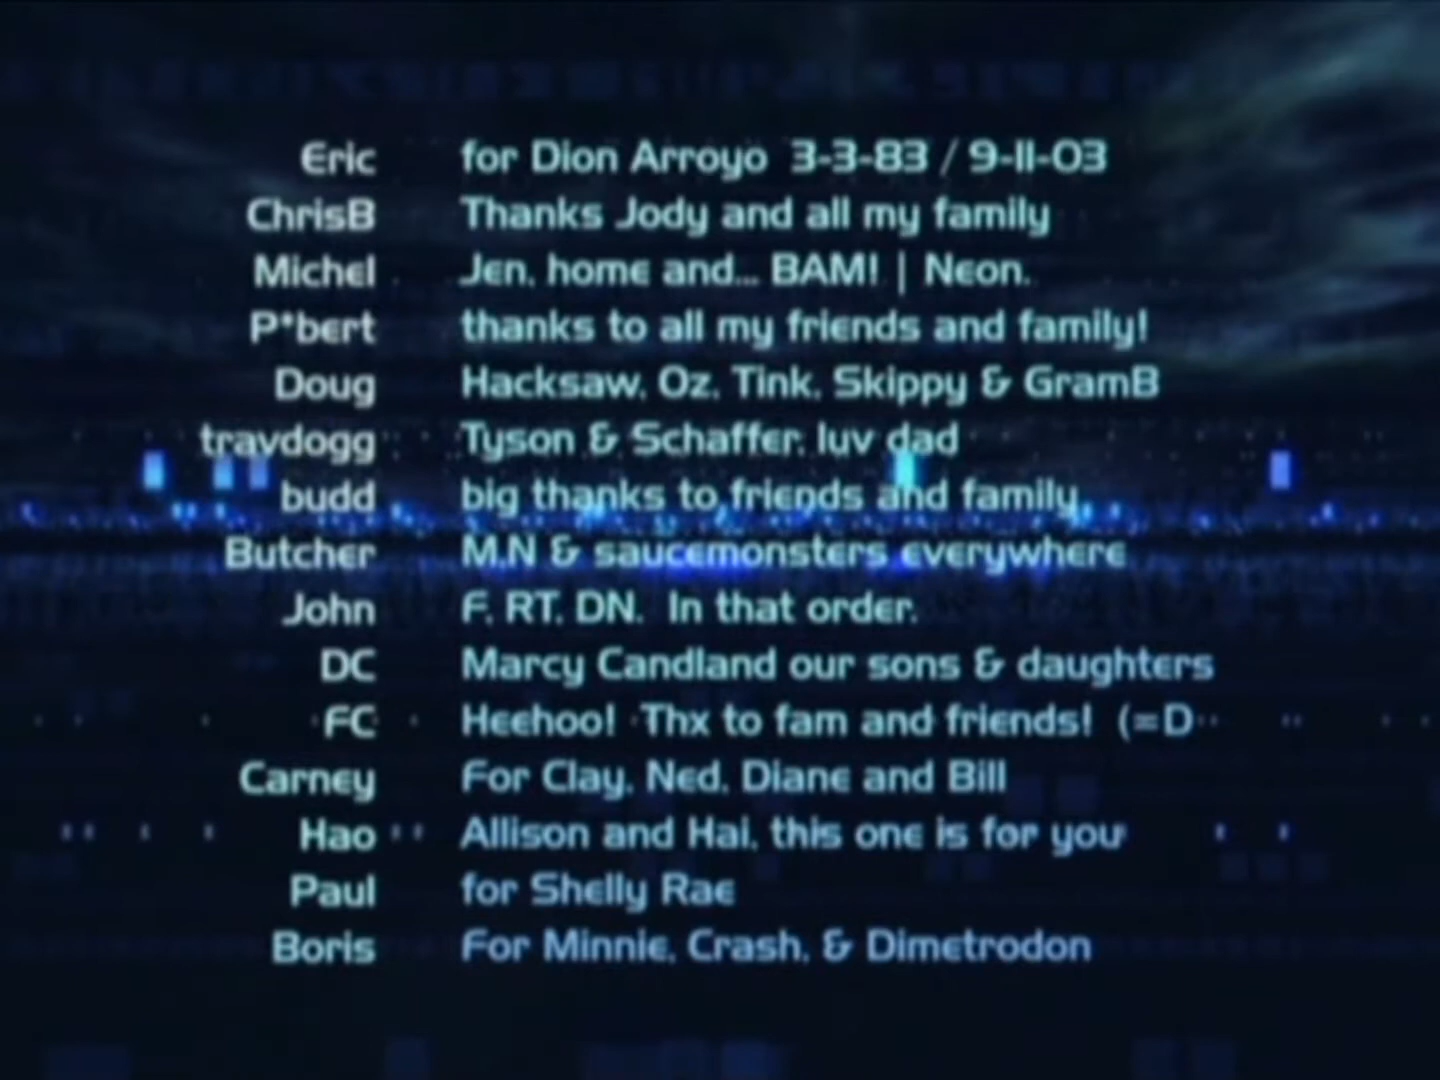 Eric for Dion Arroyo 3-3-83 / 9-11-03
ChrisB Thanks Jody and all my family
Michel Jen, home and... BAM! | Neon.
P*bert thanks to all my friends and family!
Doug Hacksaw, Oz, Tink, Skippy & GramB
travdogg Tyson & Schaffer, luv dad
budd big thanks to friends and family
Butcher M,N & saucemonsters everywhere
John F, RT, DN.  In that order.
DC Marcy Candland our sons & daughters
FC Heehoo!  Thx to fam and friends!  (=D
Carney For Clay, Ned, Diane and Bill
Hao Allison and Hai, this one is for you
Paul for Shelly Rae
Boris For Minnie, Crash, & Dimetrodon